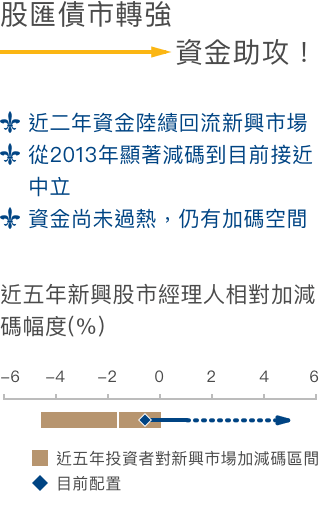 股匯債市轉強
資金助攻！
近二年資金陸續回流新興市場
從2013年顯著減碼到目前接近
中立
資金尚未過熱，仍有加碼空間
近五年新興股市經理人相對加減
碼幅度(%)
-6 -4 -2 0 2 4 6
近五年投資者對新興市場加減碼區間
目前配置